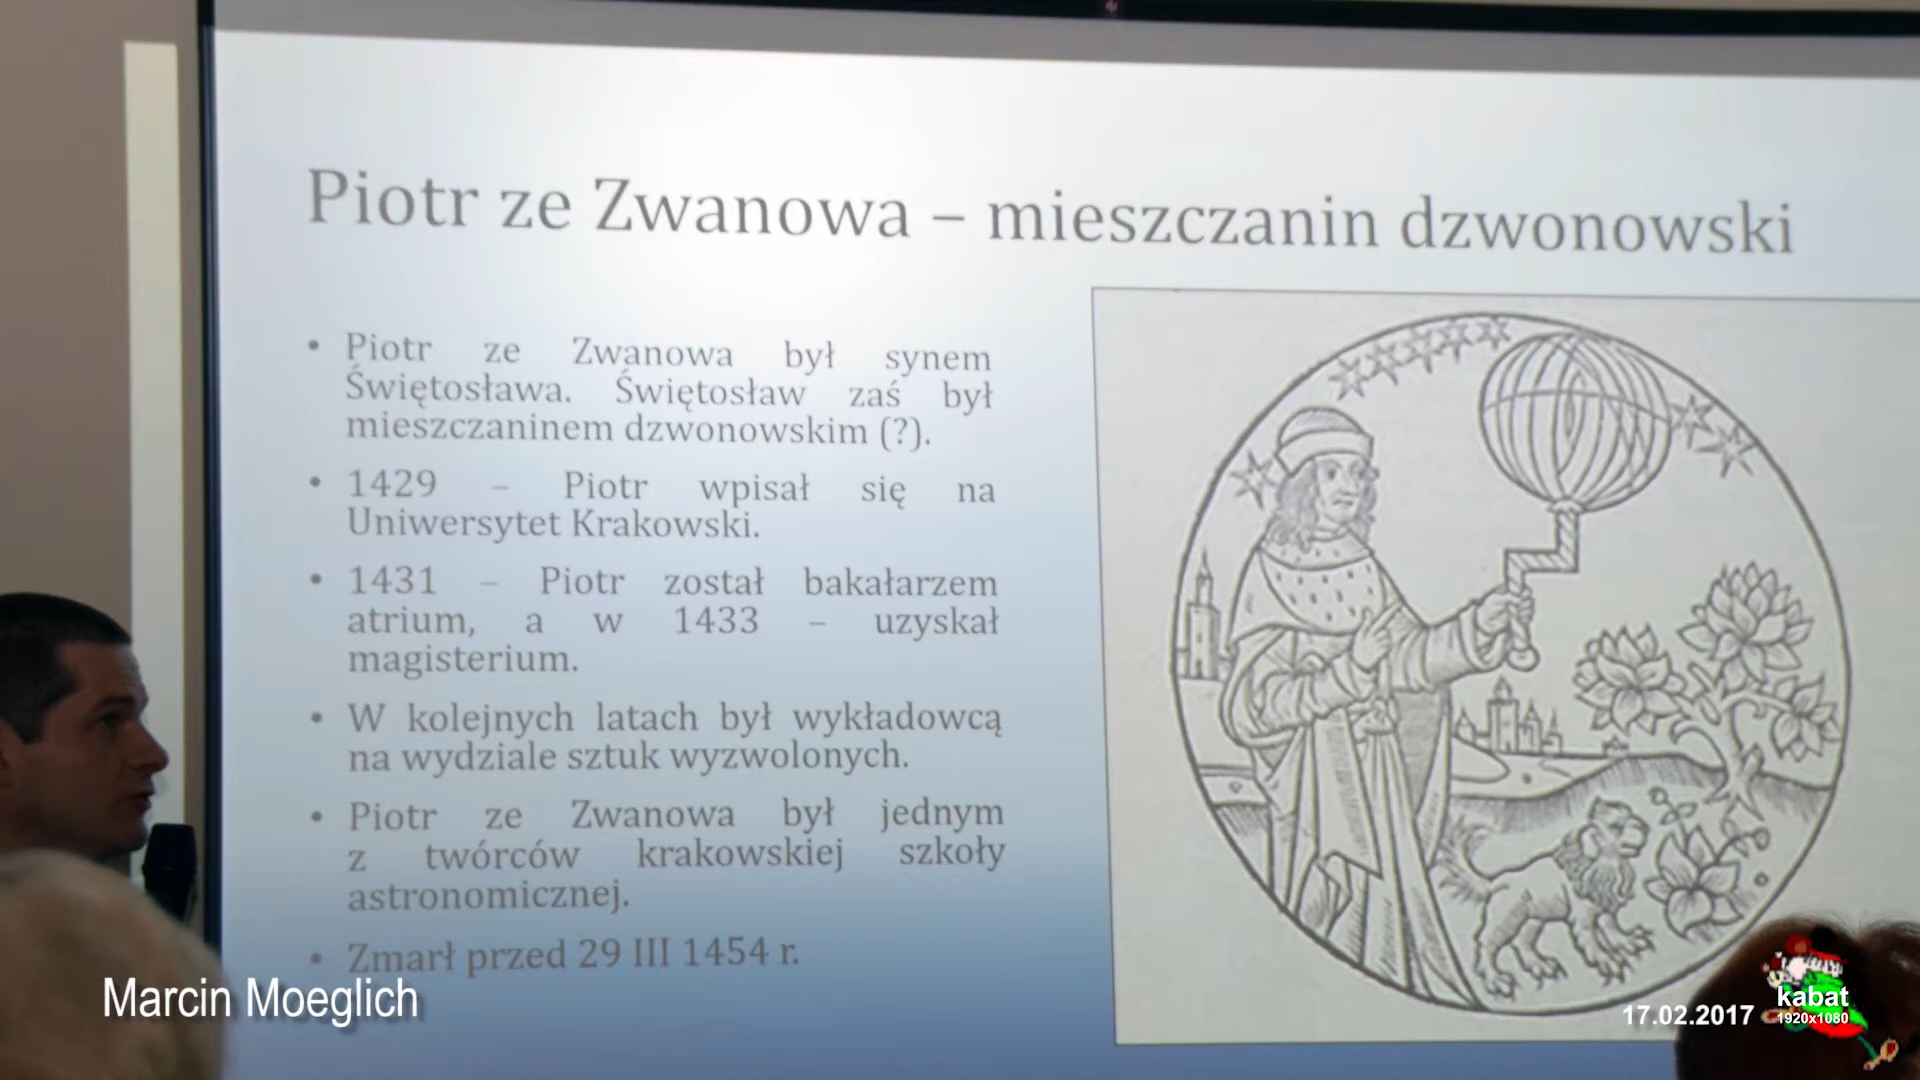 Piotr ze Zwanowa – mieszczanin dzwonowski
• Piotr ze Zwanowa był synem
Świętosława. Świętosław zaś był
mieszczaninem dzwonowskim (?).
• 1429 – Piotr wpisał się na
Uniwersytet Krakowski.
• 1431 – Piotr został bakałarzem
atrium, a w 1433 – uzyskał
magisterium.
• W kolejnych latach był wykładowcą
na wydziale sztuk wyzwolonych.
• Piotr ze Zwanowa był jednym
z twórców krakowskiej szkoły
astronomicznej.
• Zmarł przed 29 III 1454 r.
Marcin Moeglich
17.02.2017
kabat
1920x1080